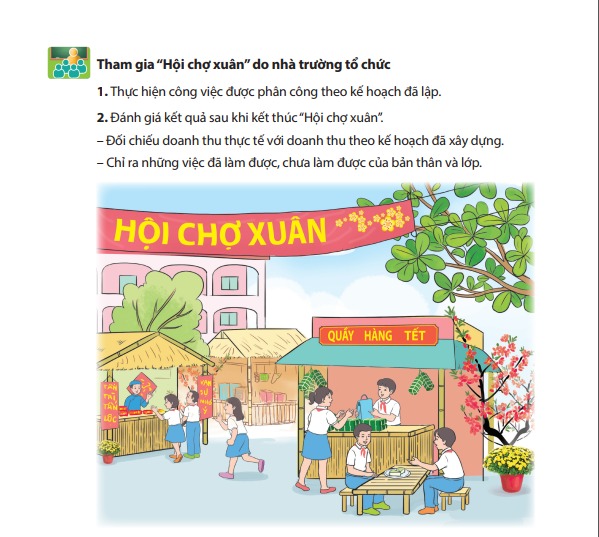 Tham gia “Hội chợ xuân” do nhà trường tổ chức
1. Thực hiện công việc được phân công theo kế hoạch đã lập.
2. Đánh giá kết quả sau khi kết thúc “Hội chợ xuân”.
– Đối chiếu doanh thu thực tế với doanh thu theo kế hoạch đã xây dựng.
– Chỉ ra những việc đã làm được, chưa làm được của bản thân và lớp.
HỘI CHỢ XUÂN
QUẦY HÀNG TẾT